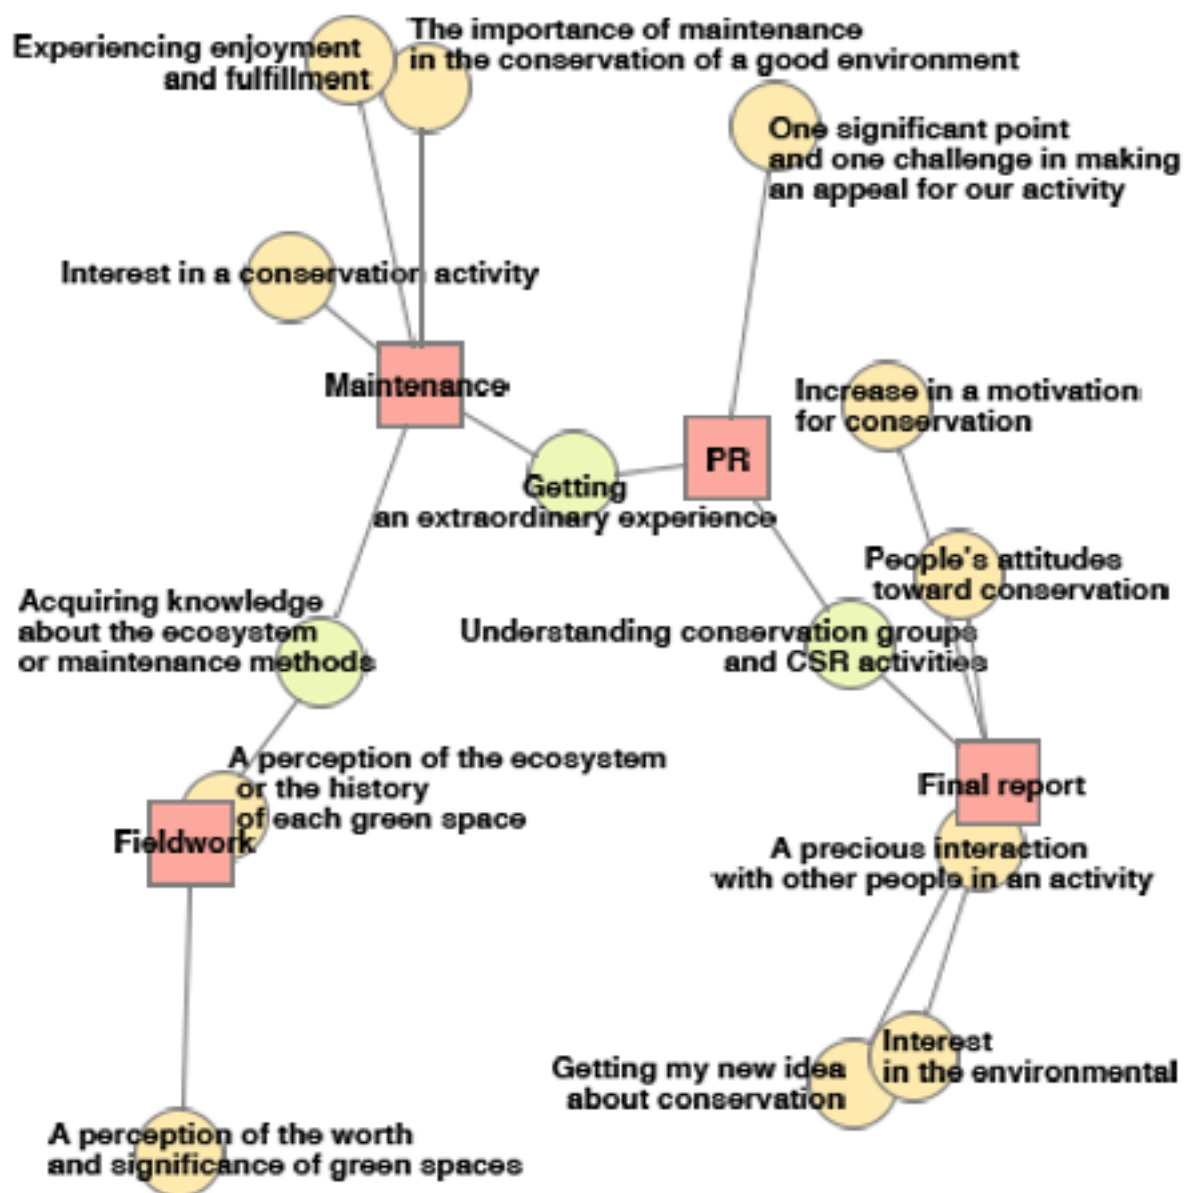 Experiencing enjoyment
and fulfillment
The importance of maintenance
in the conservation of a good environment
One significant point
and one challenge in making
an appeal for our activity
Interest in a conservation activity
Maintenance
Increase in a motivation
for conservation
PR
Getting
an extraordinary experience
People's attitudes
toward conservation
Acquiring knowledge
about the ecosystem
or maintenance methods
Understanding conservation groups
and CSR activities
A perception of the ecosystem
or the history
of each green space
Fieldwork
Final report
A precious interaction
with other people in an activity
Getting my new idea
about conservation
Interest
in the environmental
A perception of the worth
and significance of green spaces